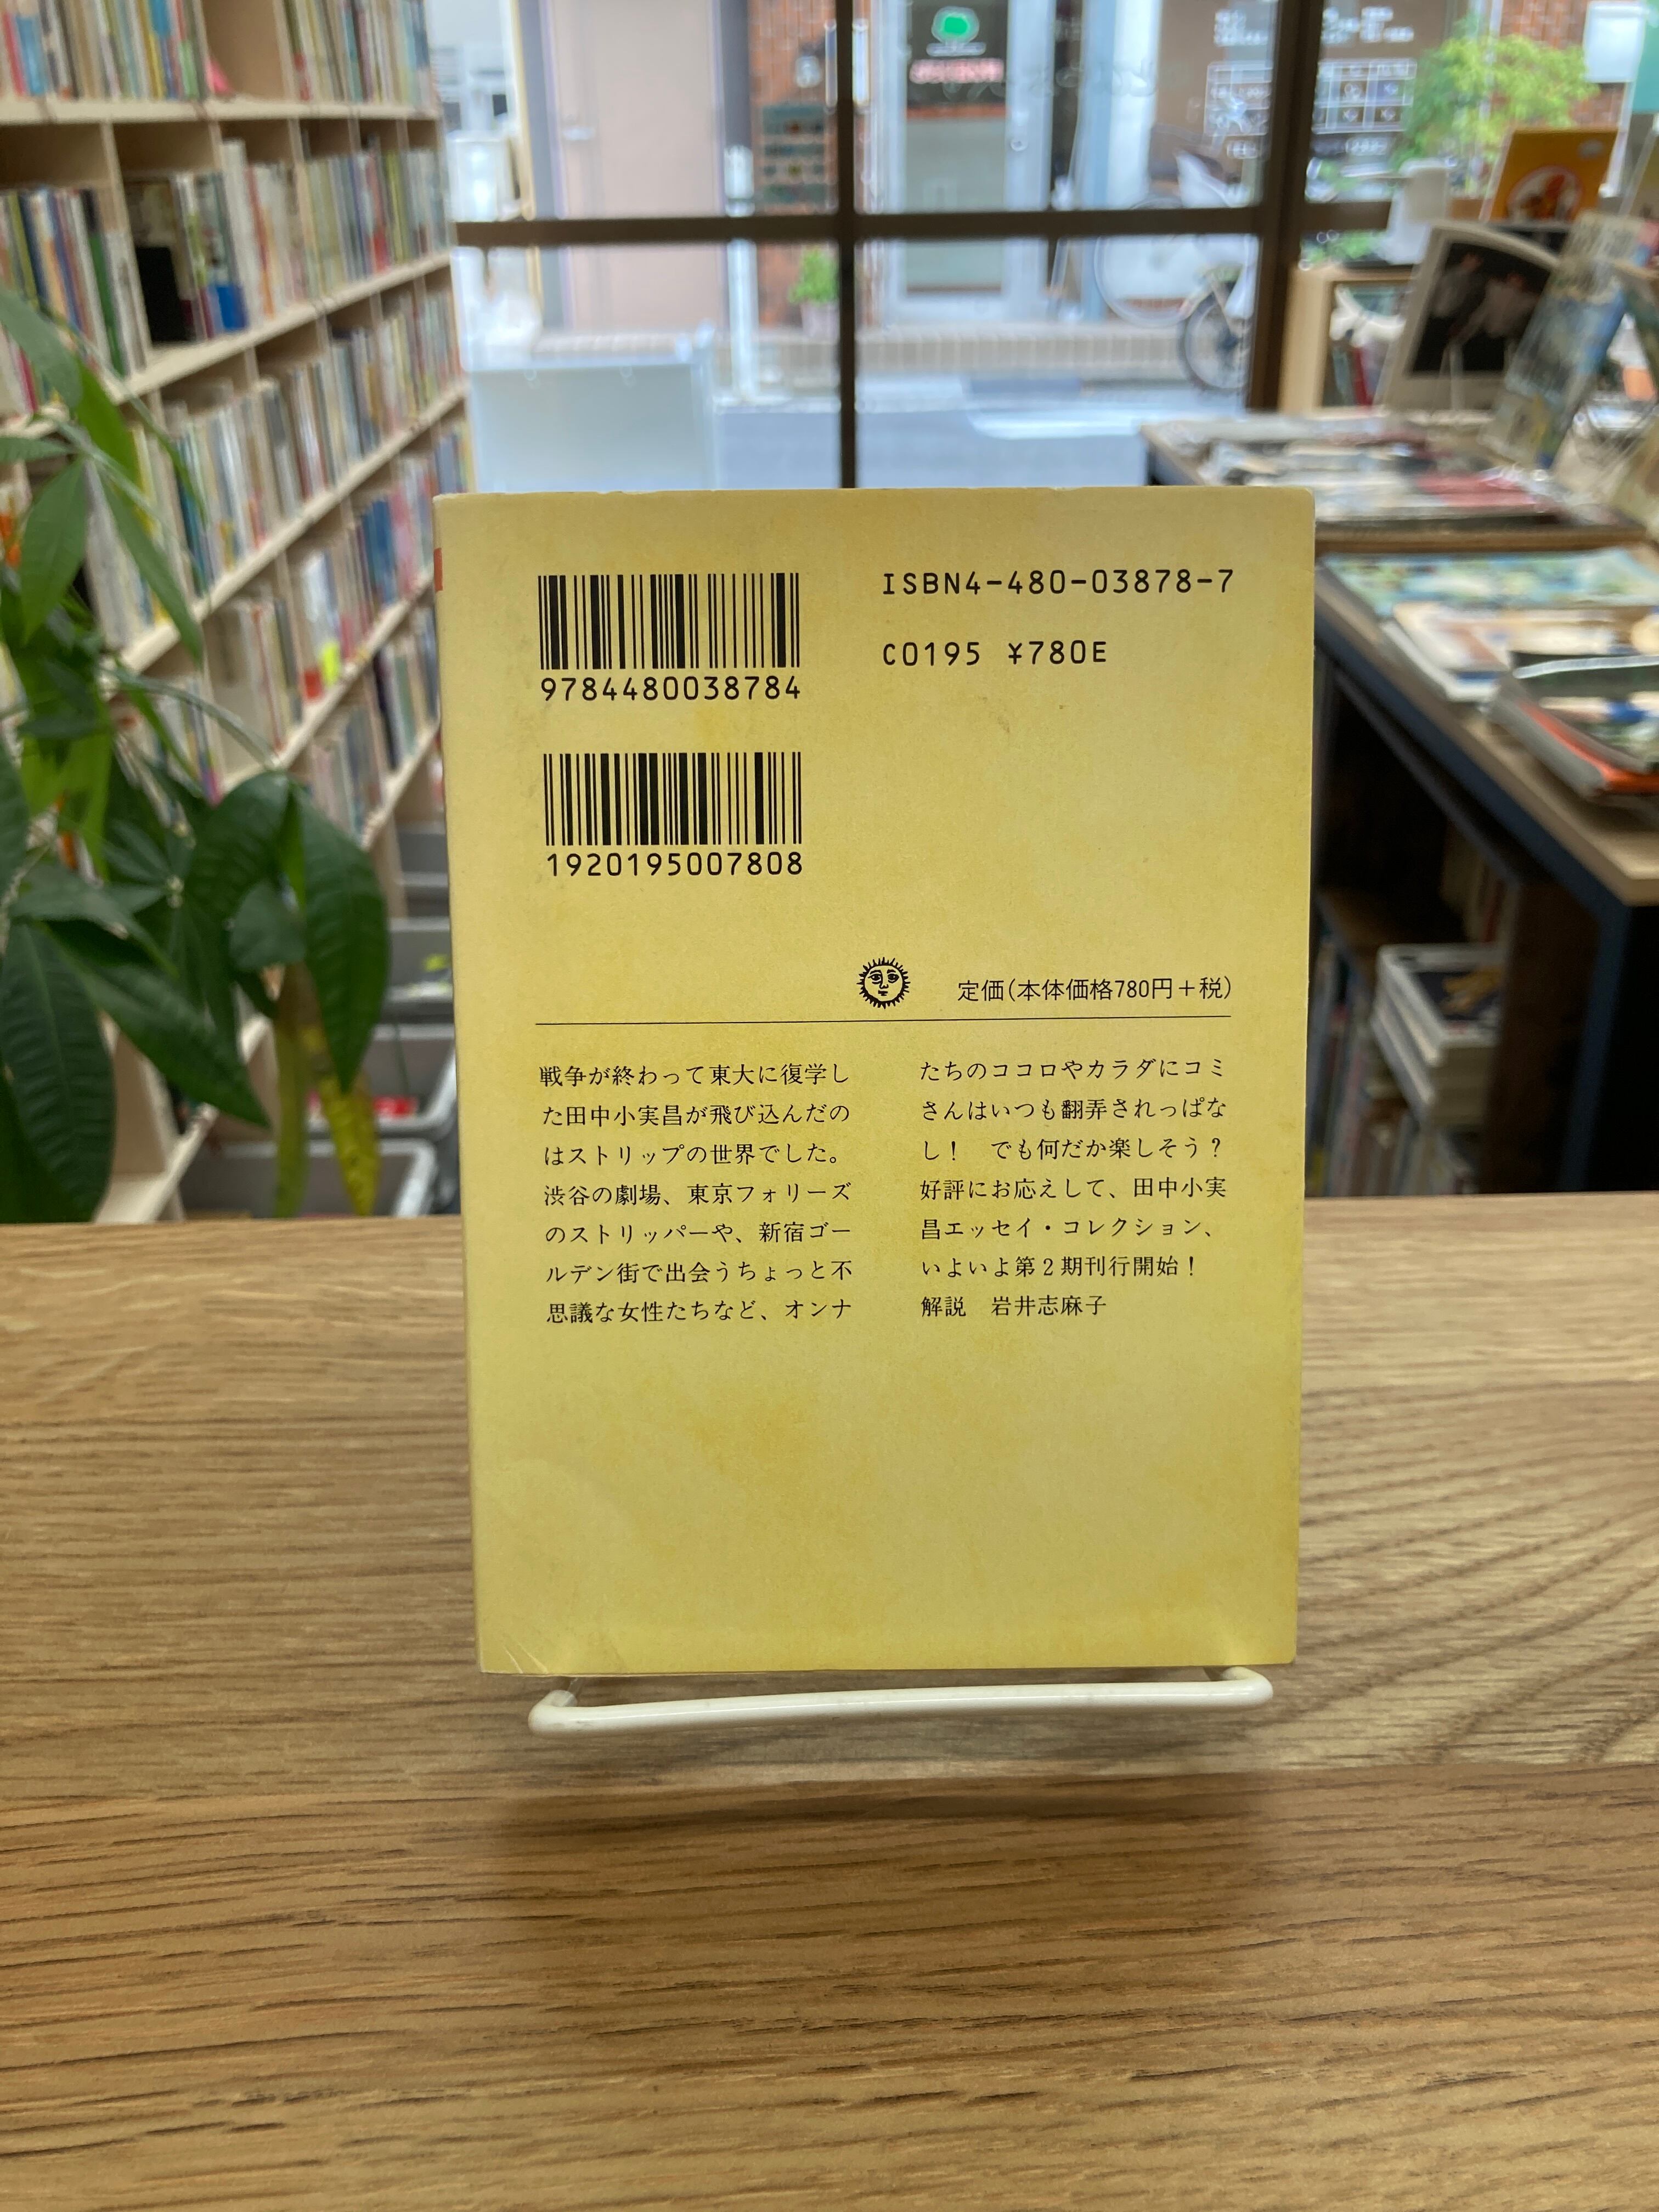 ISBN4-480-03878-7
C0195 ¥780E
9784480038784
1920195007808
定価(本体価格780円+税)
戦争が終わって東大に復学し
た田中小実昌が飛び込んだの
はストリップの世界でした。
渋谷の劇場、東京フォリーズ
のストリッパーや、新宿ゴー
ルデン街で出会うちょっと不
思議な女性たちなど、オンナ
たちのココロやカラダにコミ
さんはいつも翻弄されっぱな
し！　でも何だか楽しそう？
好評にお応えして、田中小実
昌エッセイ・コレクション、
いよいよ第2期刊行開始！
解説　岩井志麻子